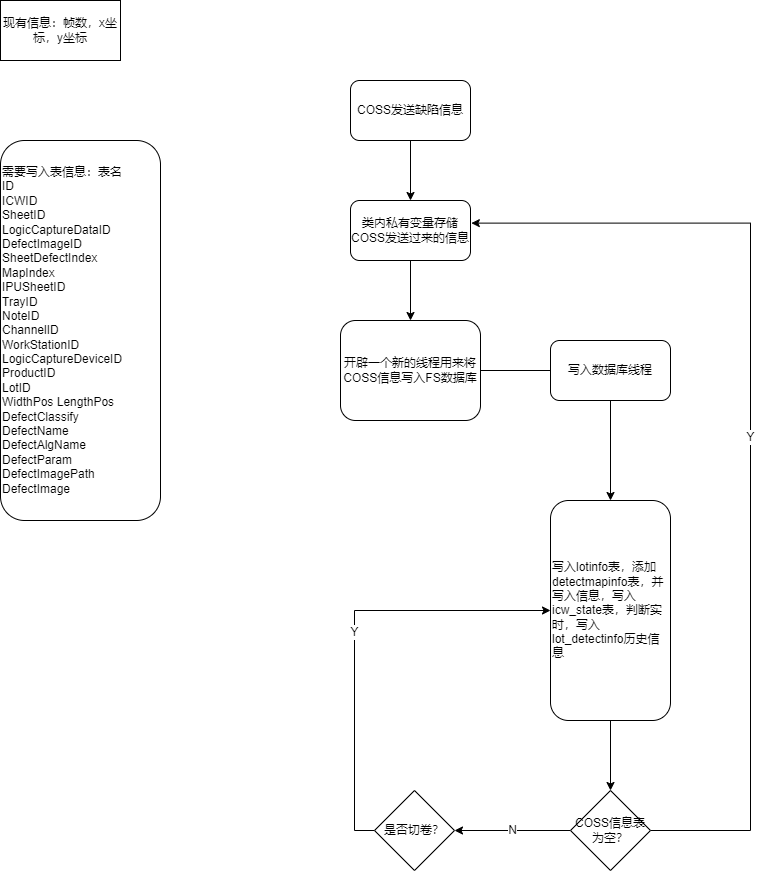 现有信息：帧数，x坐
标，y坐标
COSS发送缺陷信息
类内私有变量存储
COSS发送过来的信息
开辟一个新的线程用来将
COSS信息写入FS数据库
写入数据库线程
需要写入表信息：表名
ID
ICWID
SheetID
LogicCaptureDataID
DefectImageID
SheetDefectIndex
MapIndex
IPUSheetID
TrayID
NoteID
ChannelID
WorkStationID
LogicCaptureDeviceID
ProductID
LotID
WidthPos LengthPos
DefectClassify
DefectName
DefectAlgName
DefectParam
DefectImagePath
DefectImage
Y
写入lotinfo表，添加
detectmapinfo表，并
写入信息，写入
icw_state表，判断实
时，写入
lot_detectinfo历史信
息
Y
是否切卷?
N
COSS信息表
为空?